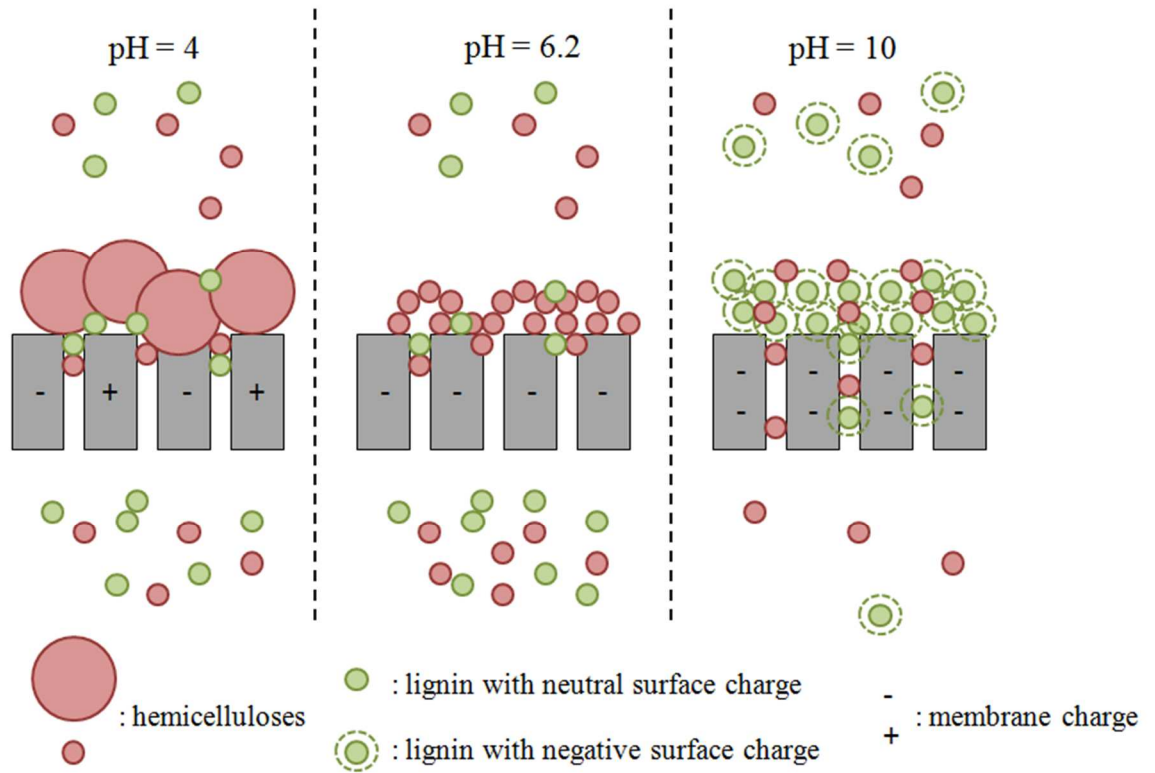 pH = 4
pH = 6.2
pH = 10
- + - +
- - - -
- - - -
- - - -
: hemicelluloses
: lignin with neutral surface charge
: lignin with negative surface charge
-
+ : membrane charge